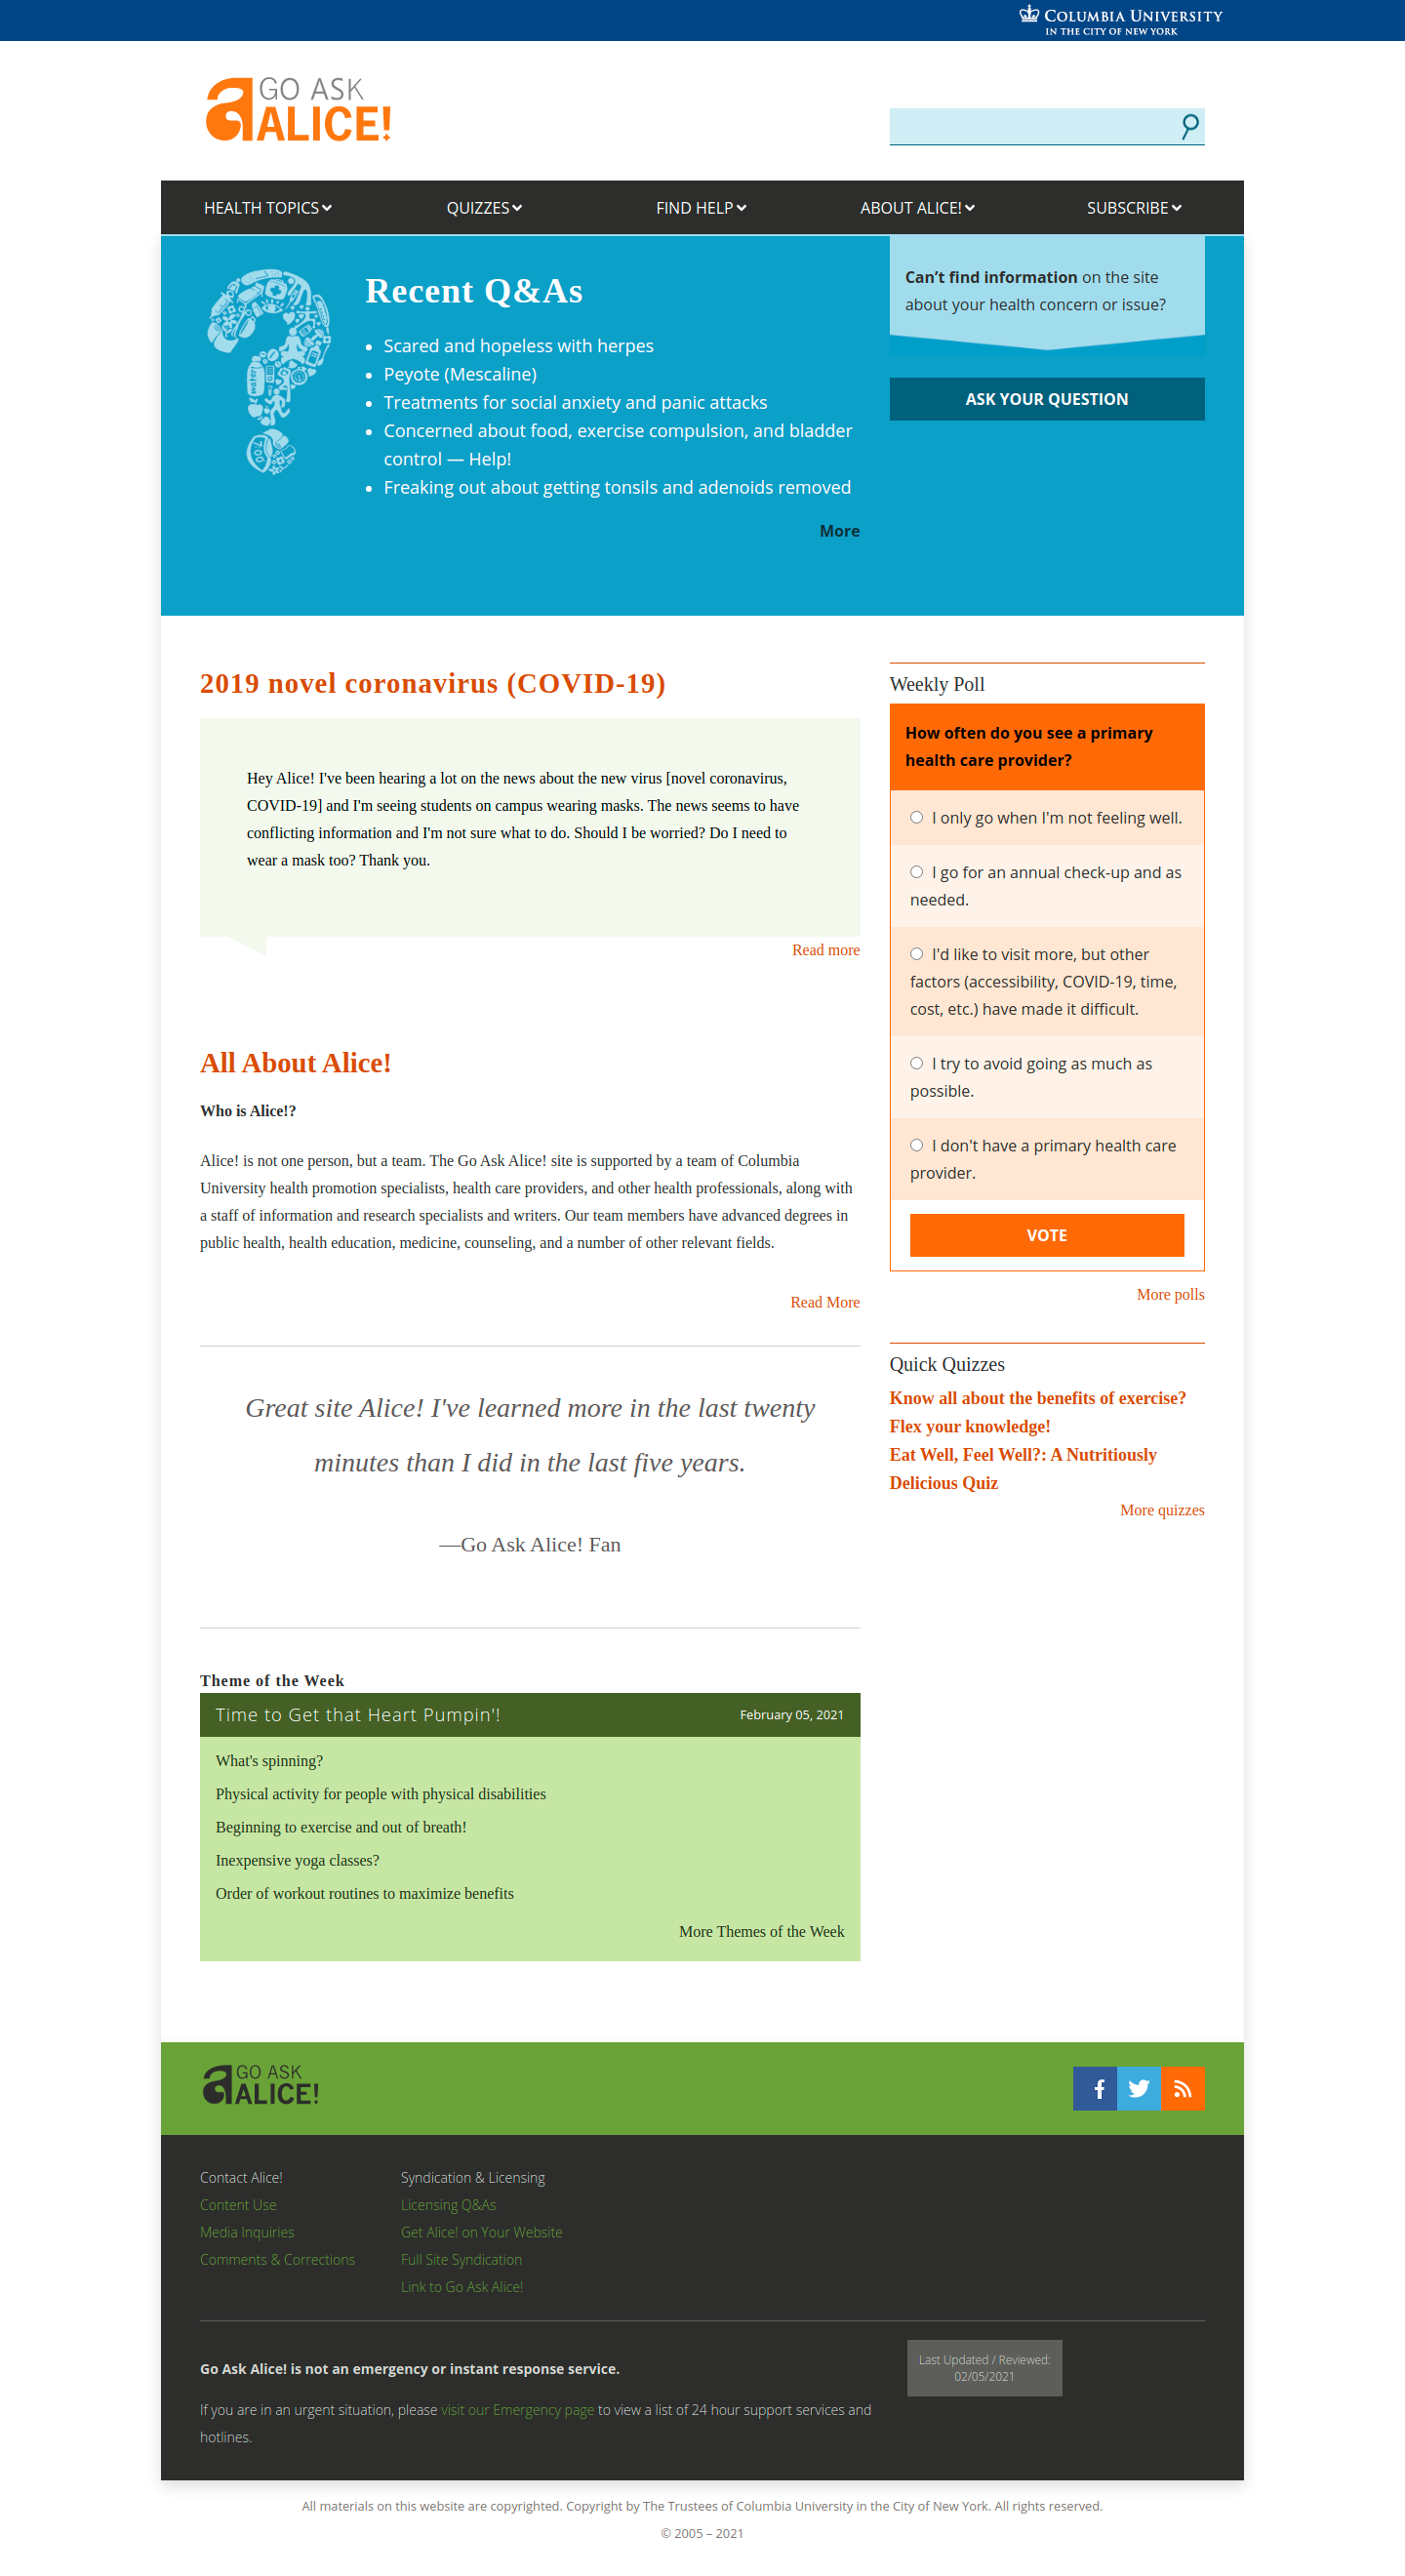 COLUMBIA UNIVERSITY
IN THE CITY OF NEW YORK
GO ASK
aALICE!
HEALTH TOPICS
QUIZZES
FIND HELP
ABOUT ALICE!
SUBSCRIBE
Recent Q&As
• Scared and hopeless with herpes
• Peyote (Mescaline)
• Treatments for social anxiety and panic attacks
• Concerned about food, exercise compulsion, and bladder
control — Help!
• Freaking out about getting tonsils and adenoids removed
More
Can’t find information on the site
about your health concern or issue?
ASK YOUR QUESTION
2019 novel coronavirus (COVID-19)
Hey Alice! I've been hearing a lot on the news about the new virus [novel coronavirus,
COVID-19] and I'm seeing students on campus wearing masks. The news seems to have
conflicting information and I'm not sure what to do. Should I be worried? Do I need to
wear a mask too? Thank you.
Read more
All About Alice!
Who is Alice!?
Alice! is not one person, but a team. The Go Ask Alice! site is supported by a team of Columbia
University health promotion specialists, health care providers, and other health professionals, along with
a staff of information and research specialists and writers. Our team members have advanced degrees in
public health, health education, medicine, counseling, and a number of other relevant fields.
Read More
Great site Alice! I've learned more in the last twenty
minutes than I did in the last five years.
—Go Ask Alice! Fan
Theme of the Week
Time to Get that Heart Pumpin'!
February 05, 2021
What's spinning?
Physical activity for people with physical disabilities
Beginning to exercise and out of breath!
Inexpensive yoga classes?
Order of workout routines to maximize benefits
More Themes of the Week
Weekly Poll
How often do you see a primary
health care provider?
I only go when I'm not feeling well.
I go for an annual check-up and as
needed.
I'd like to visit more, but other
factors (accessibility, COVID-19, time,
cost, etc.) have made it difficult.
I try to avoid going as much as
possible.
I don't have a primary health care
provider.
VOTE
More polls
Quick Quizzes
Know all about the benefits of exercise?
Flex your knowledge!
Eat Well, Feel Well?: A Nutritiously
Delicious Quiz
More quizzes
GO ASK
aALICE!
Contact Alice!
Content Use
Media Inquiries
Comments & Corrections
Syndication & Licensing
Licensing Q&As
Get Alice! on Your Website
Full Site Syndication
Link to Go Ask Alice!
Go Ask Alice! is not an emergency or instant response service.
If you are in an urgent situation, please visit our Emergency page to view a list of 24 hour support services and
hotlines.
Last Updated / Reviewed:
02/05/2021
All materials on this website are copyrighted. Copyright by The Trustees of Columbia University in the City of New York. All rights reserved.
© 2005 – 2021